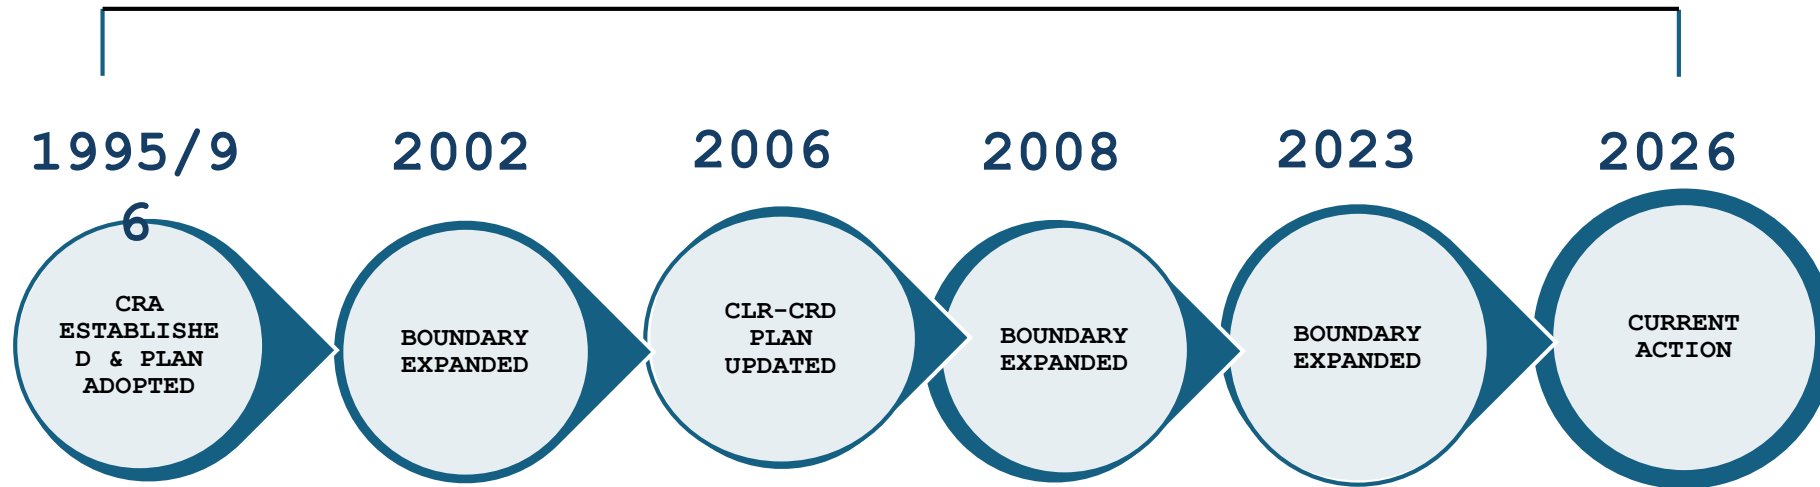 1995/9
6
2002
2006
2008
2023
2026
CRA
ESTABLISHE
D & PLAN
ADOPTED
BOUNDARY
EXPANDED
CLR-CRD
PLAN
UPDATED
BOUNDARY
EXPANDED
BOUNDARY
EXPANDED
CURRENT
ACTION